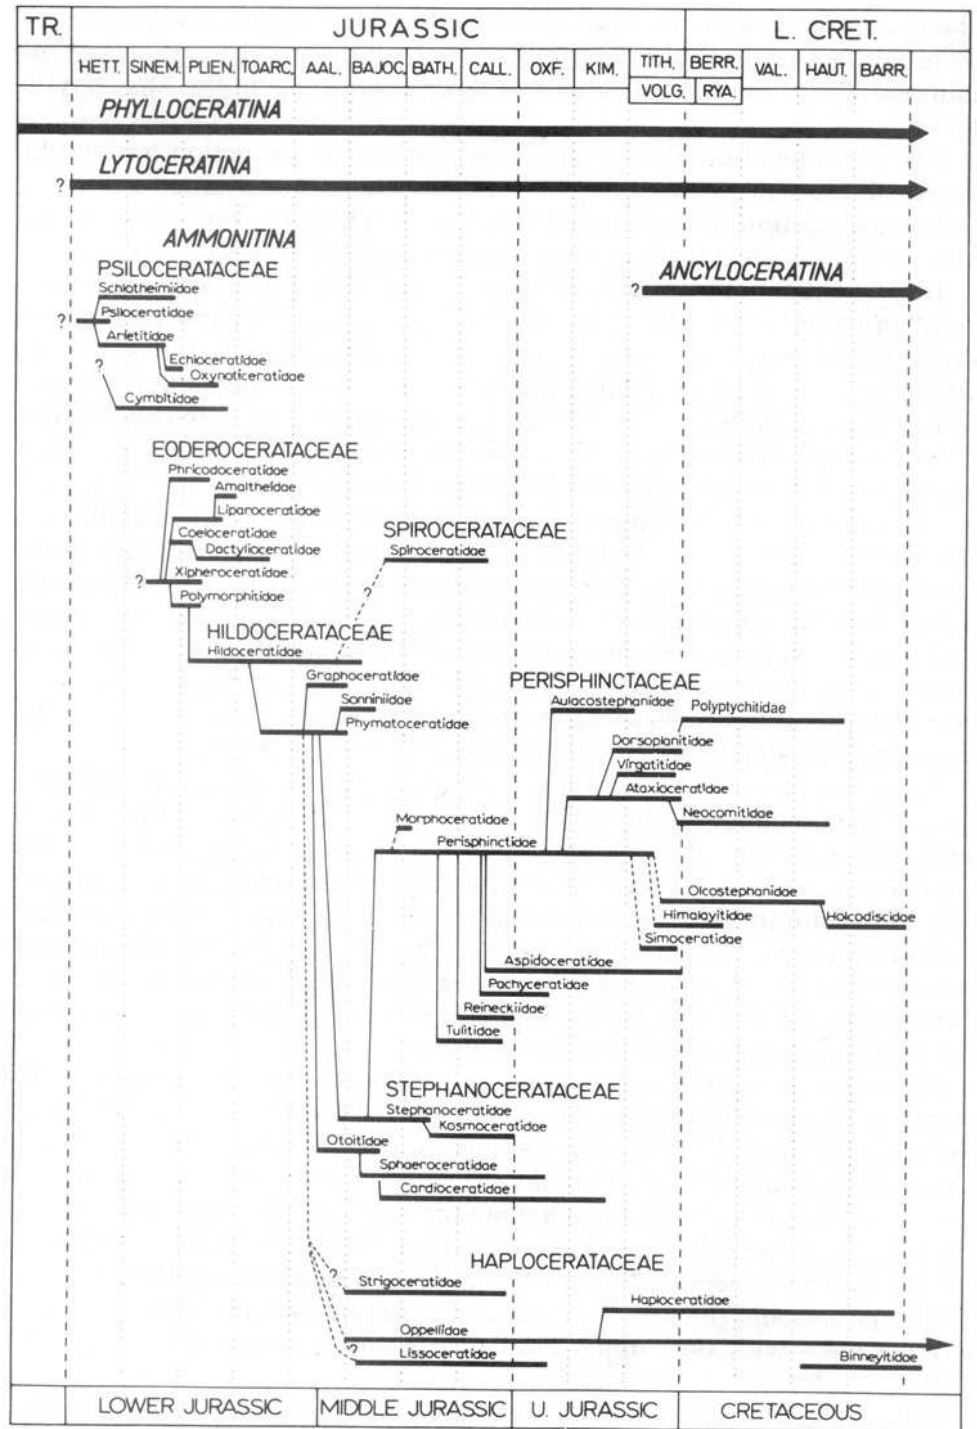 TR. JURASSIC L. CRET.
HETT. SINEM. PLIEN. TOARC. AAL. BAJOC. BATH. CALL. OXF. KIM. TITH. BERR. VAL. HAUT. BARR.
VOLG. RYA.
PHYLLOCERATINA
LYTOCERATINA
?
AMMONITINA
PSILOCERATACEAE
ANCYLOCERATINA
Schlotheimiidae
?
Psiloceratidae
?
Arietitidae
Echioceratidae
?
Oxynoticeratidae
Cymbitidae
EODEROCERATACEAE
Phricodoceratidae
Amaltheidae
Liparoceratidae
SPIROCERATACEAE
Coeloceratidae
Dactylioceratidae
Spiroceratidae
Xipheroceratidae
?
?
Polymorphitidae
HILDOCERATACEAE
Hildoceratidae
Graphoceratidae
PERISPHINCTACEAE
Sonniniidae
Aulacostephanidae
Polyptychitidae
Phymatoceratidae
Dorsoplanitidae
Virgatitidae
Ataxioceratidae
Morphoceratidae
Neocomitidae
Perisphinctidae
Olcostephanidae
Himalayitidae
Holcodiscidae
Simoceratidae
Aspidoceratidae
Pachyceratidae
Reineckiidae
Tulitidae
STEPHANOCERATACEAE
Stephanoceratidae
Kosmoceratidae
Otoitidae
Sphaeroceratidae
Cardioceratidae
HAPLOCERATACEAE
?
Strigoceratidae
Haploceratidae
Oppeliidae
?
Lissoceratidae
Binneyitidae
LOWER JURASSIC MIDDLE JURASSIC U. JURASSIC CRETACEOUS